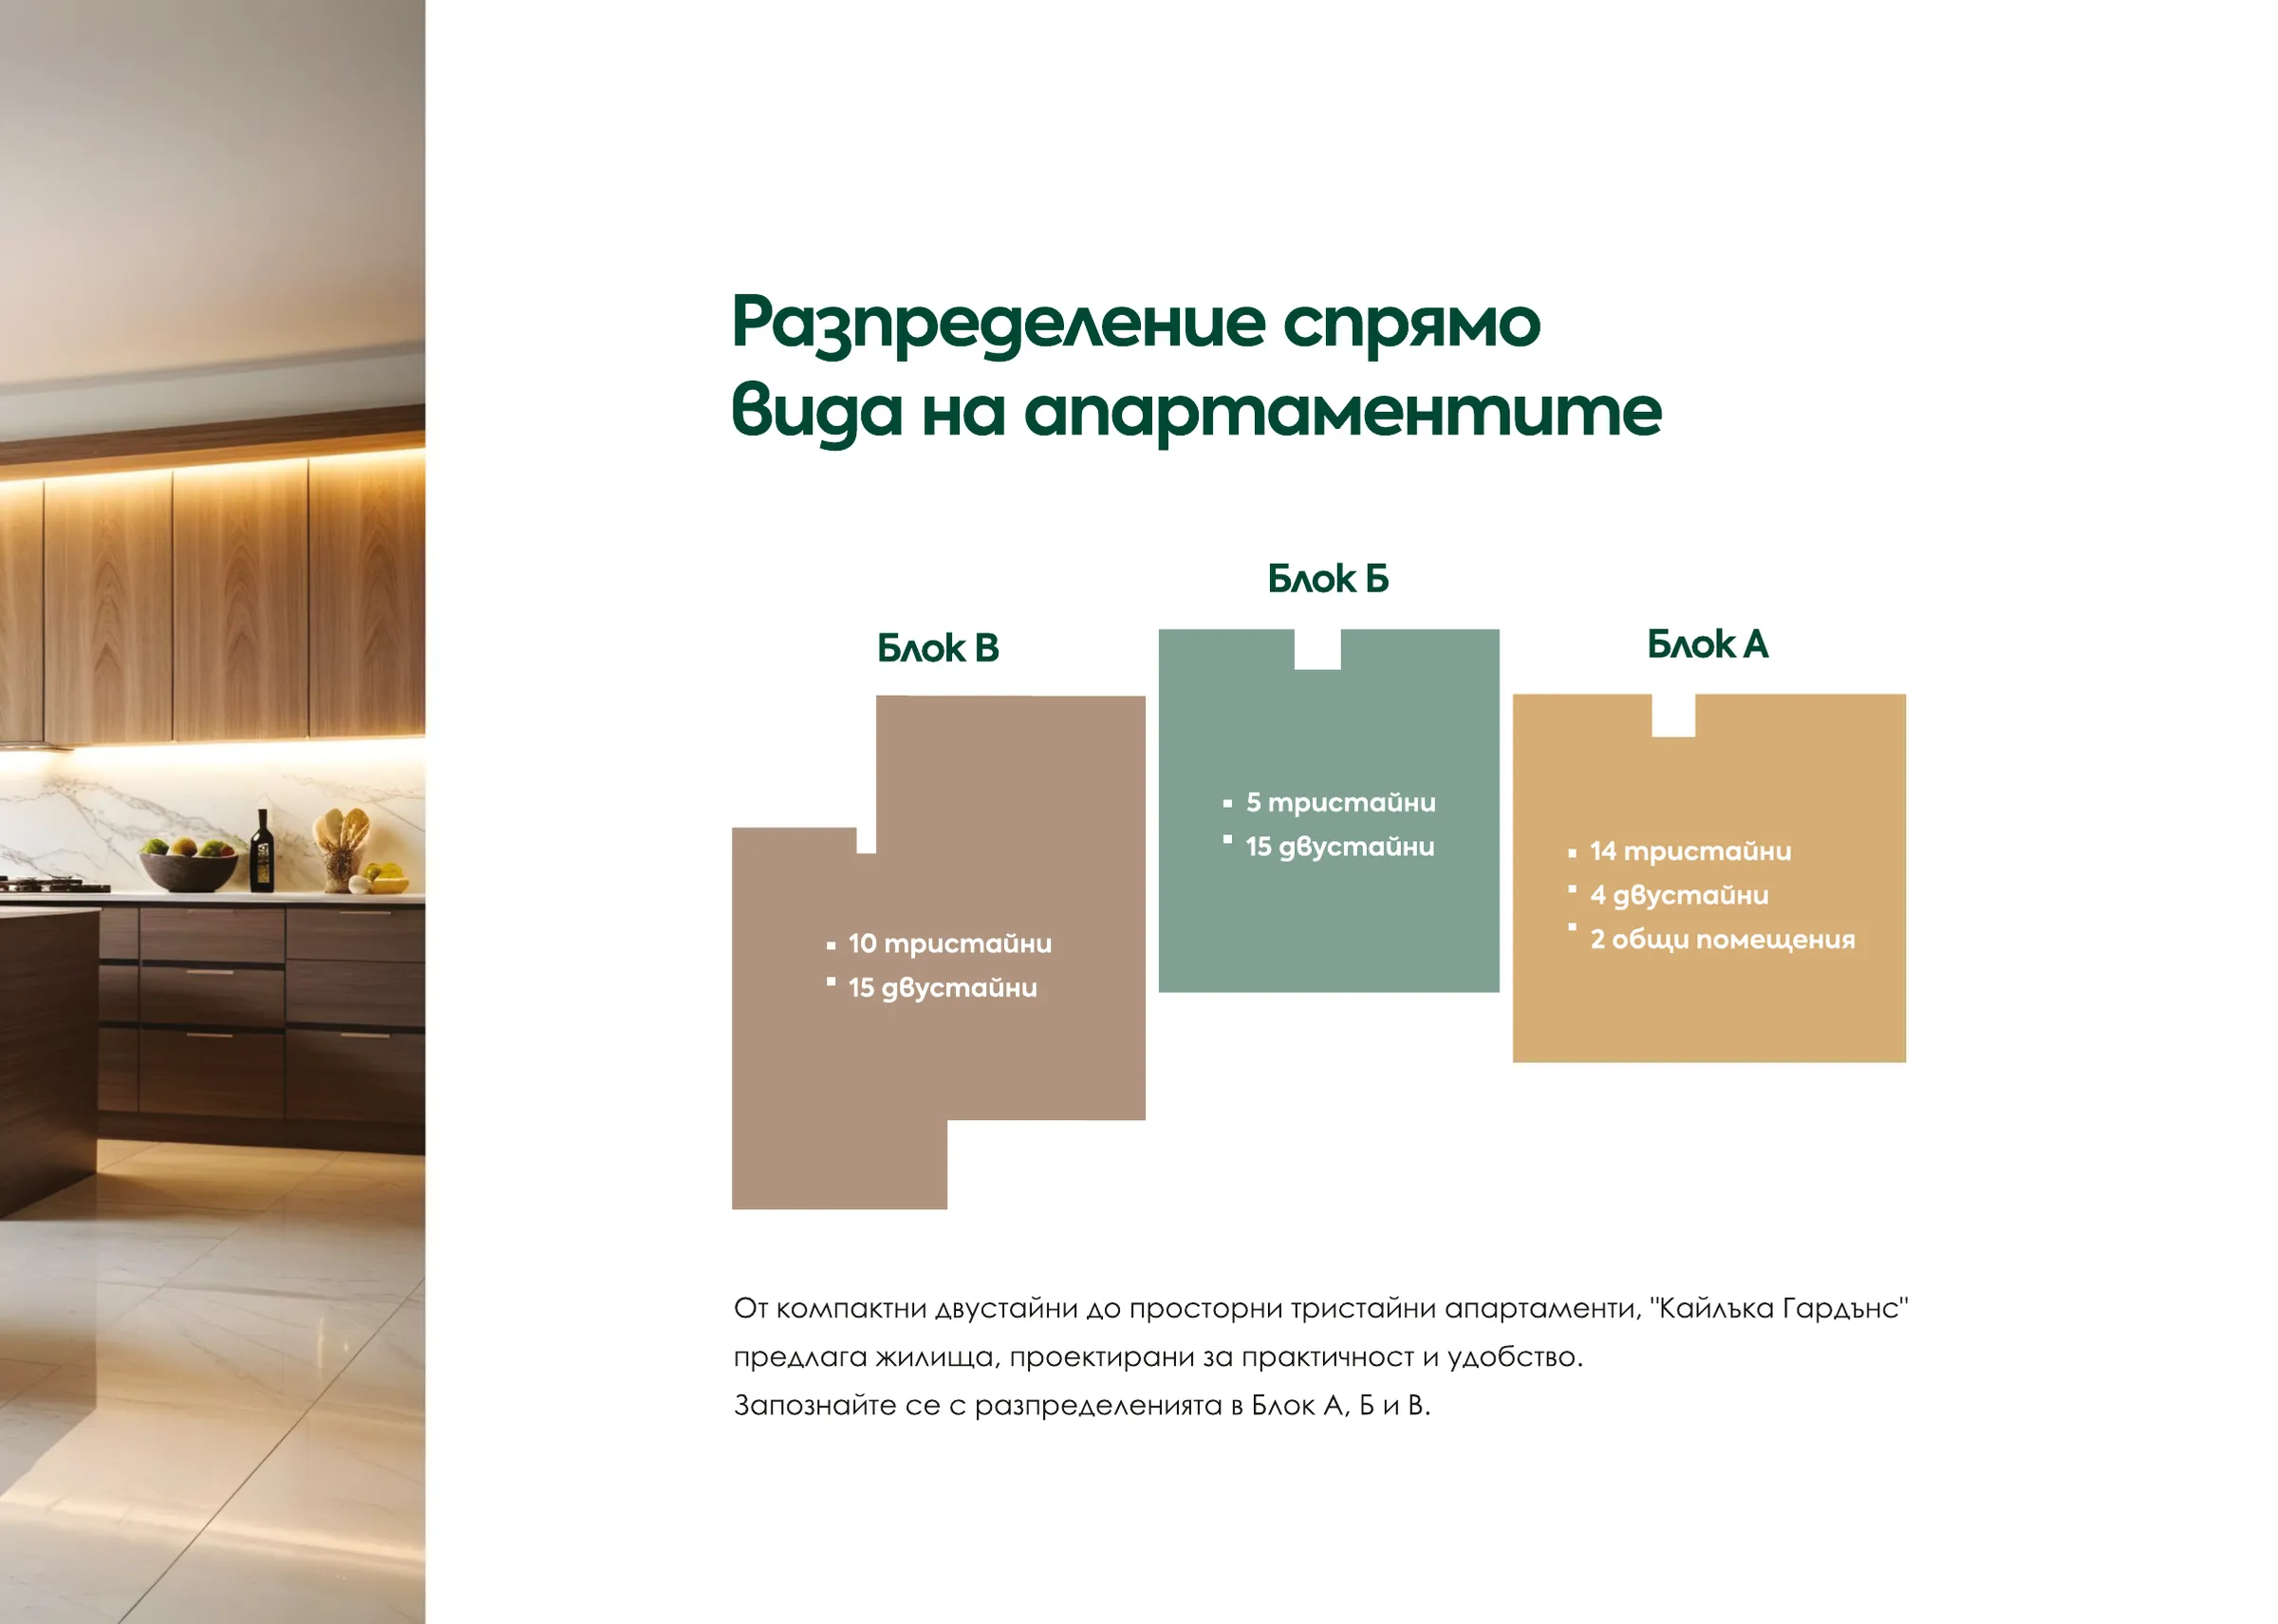 Разпределение спрямо
вида на апартаментите
Блок В
10 тристайни
15 двустайни
Блок Б
5 тристайни
15 двустайни
Блок А
14 тристайни
4 двустайни
2 общи помещения
От компактни двустайни до просторни тристайни апартаменти, "Кайлъка Гардънс"
предлага жилища, проектирани за практичност и удобство.
Запознайте се с разпределенията в Блок А, Б и В.